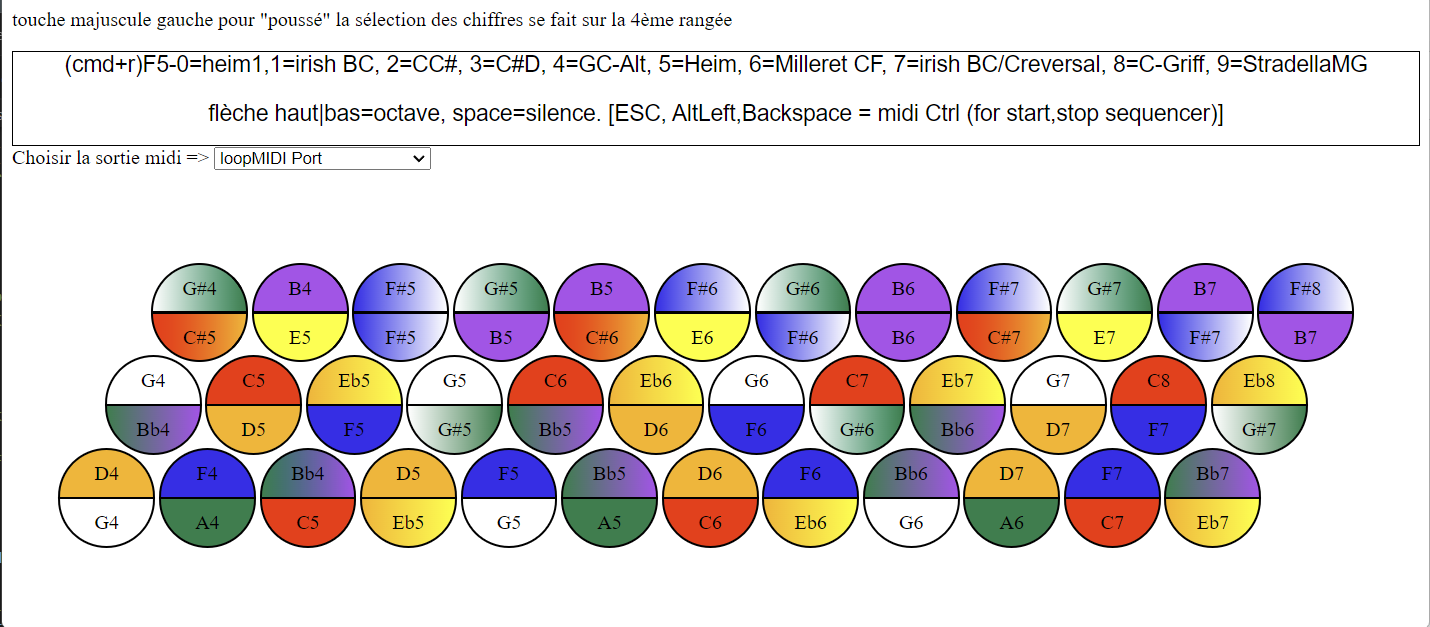 touche majuscule gauche pour "poussé" la sélection des chiffres se fait sur la 4ème rangée
(cmd+r)F5-0=heim1,1=irish BC, 2=CC#, 3=C#D, 4=GC-Alt, 5=Heim, 6=Milleret CF, 7=irish BC/Creversal, 8=C-Griff, 9=StradellaMG
flèche haut|bas=octave, space=silence. [ESC, AltLeft,Backspace = midi Ctrl (for start,stop sequencer)]
Choisir la sortie midi => loopMIDI Port
G#4 B4 F#5 G#5 B5 F#6 G#6 B6 F#7 G#7 B7 F#8
C#5 E5 F#5 B5 C#6 E6 F#6 B6 C#7 E7 F#7 B7
G4 C5 Eb5 G5 C6 Eb6 G6 C7 Eb7 G7 C8 Eb8
Bb4 D5 F5 G#5 Bb5 D6 F6 G#6 Bb6 D7 F7 G#7
D4 F4 Bb4 D5 F5 Bb5 D6 F6 Bb6 D7 F7 Bb7
G4 A4 C5 Eb5 G5 A5 C6 Eb6 G6 A6 C7 Eb7